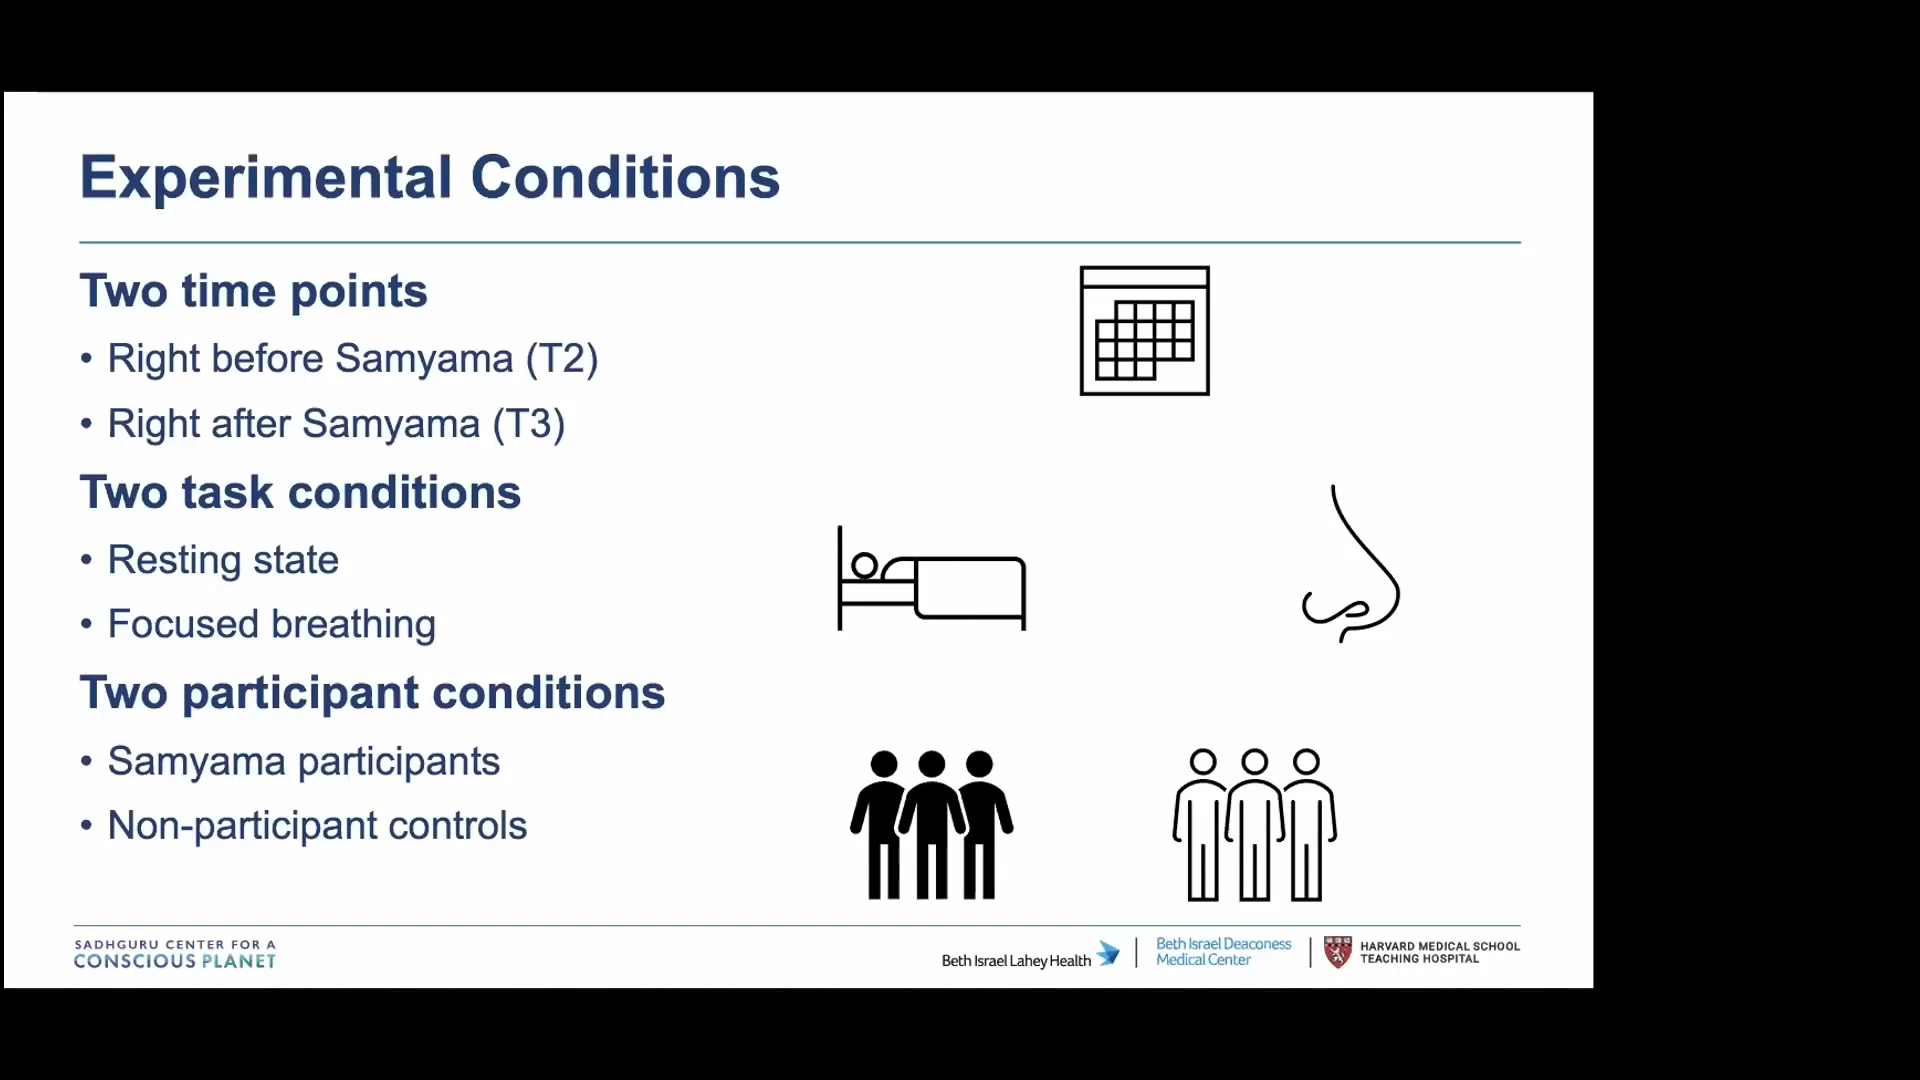 Experimental Conditions
Two time points
• Right before Samyama (T2)
• Right after Samyama (T3)
Two task conditions
• Resting state
• Focused breathing
Two participant conditions
• Samyama participants
• Non-participant controls
SADHGURU CENTER FOR A
CONSCIOUS PLANET
Beth Israel Lahey Health
Beth Israel Deaconess
Medical Center
HARVARD MEDICAL SCHOOL
TEACHING HOSPITAL